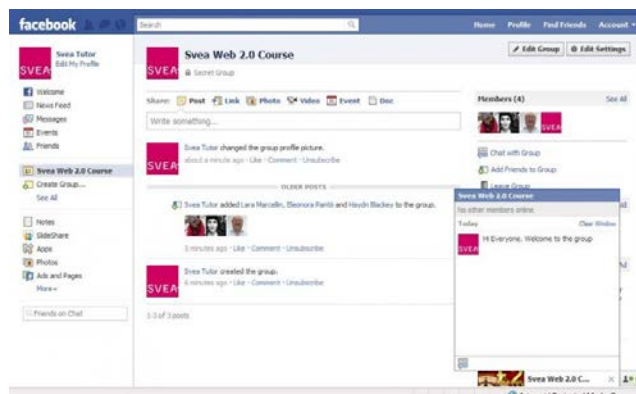 facebook
Search
Home Profile Find Friends Account
SVEA
Svea Tutor
Edit My Profile
Welcome
News Feed
Messages
Events
Friends
Svea Web 2.0 Course
Create Group...
See All
Notes
SlideShare
Apps
Photos
Ads and Pages
More
Friends on Chat
SVEA
Svea Web 2.0 Course
Secret Group
Share: Post Link Photo Video Event Doc
Write something...
SVEA
Svea Tutor changed the group profile picture.
about a minute ago · Like · Comment · Unsubscribe
OLDER POSTS
Svea Tutor added Lara Marcellin, Eleonora Pantò and Haydn Blackey to the group.
5 minutes ago · Like · Comment · Unsubscribe
SVEA
Svea Tutor created the group.
6 minutes ago · Like · Comment · Unsubscribe
1-3 of 3 posts
Edit Group Edit Settings
Members (4) See All
SVEA
Chat with Group
Add Friends to Group
Leave Group
Svea Web 2.0 Course
No other members online.
Today Clear Window
SVEA
Hi Everyone. Welcome to the group
Svea Web 2.0 C...